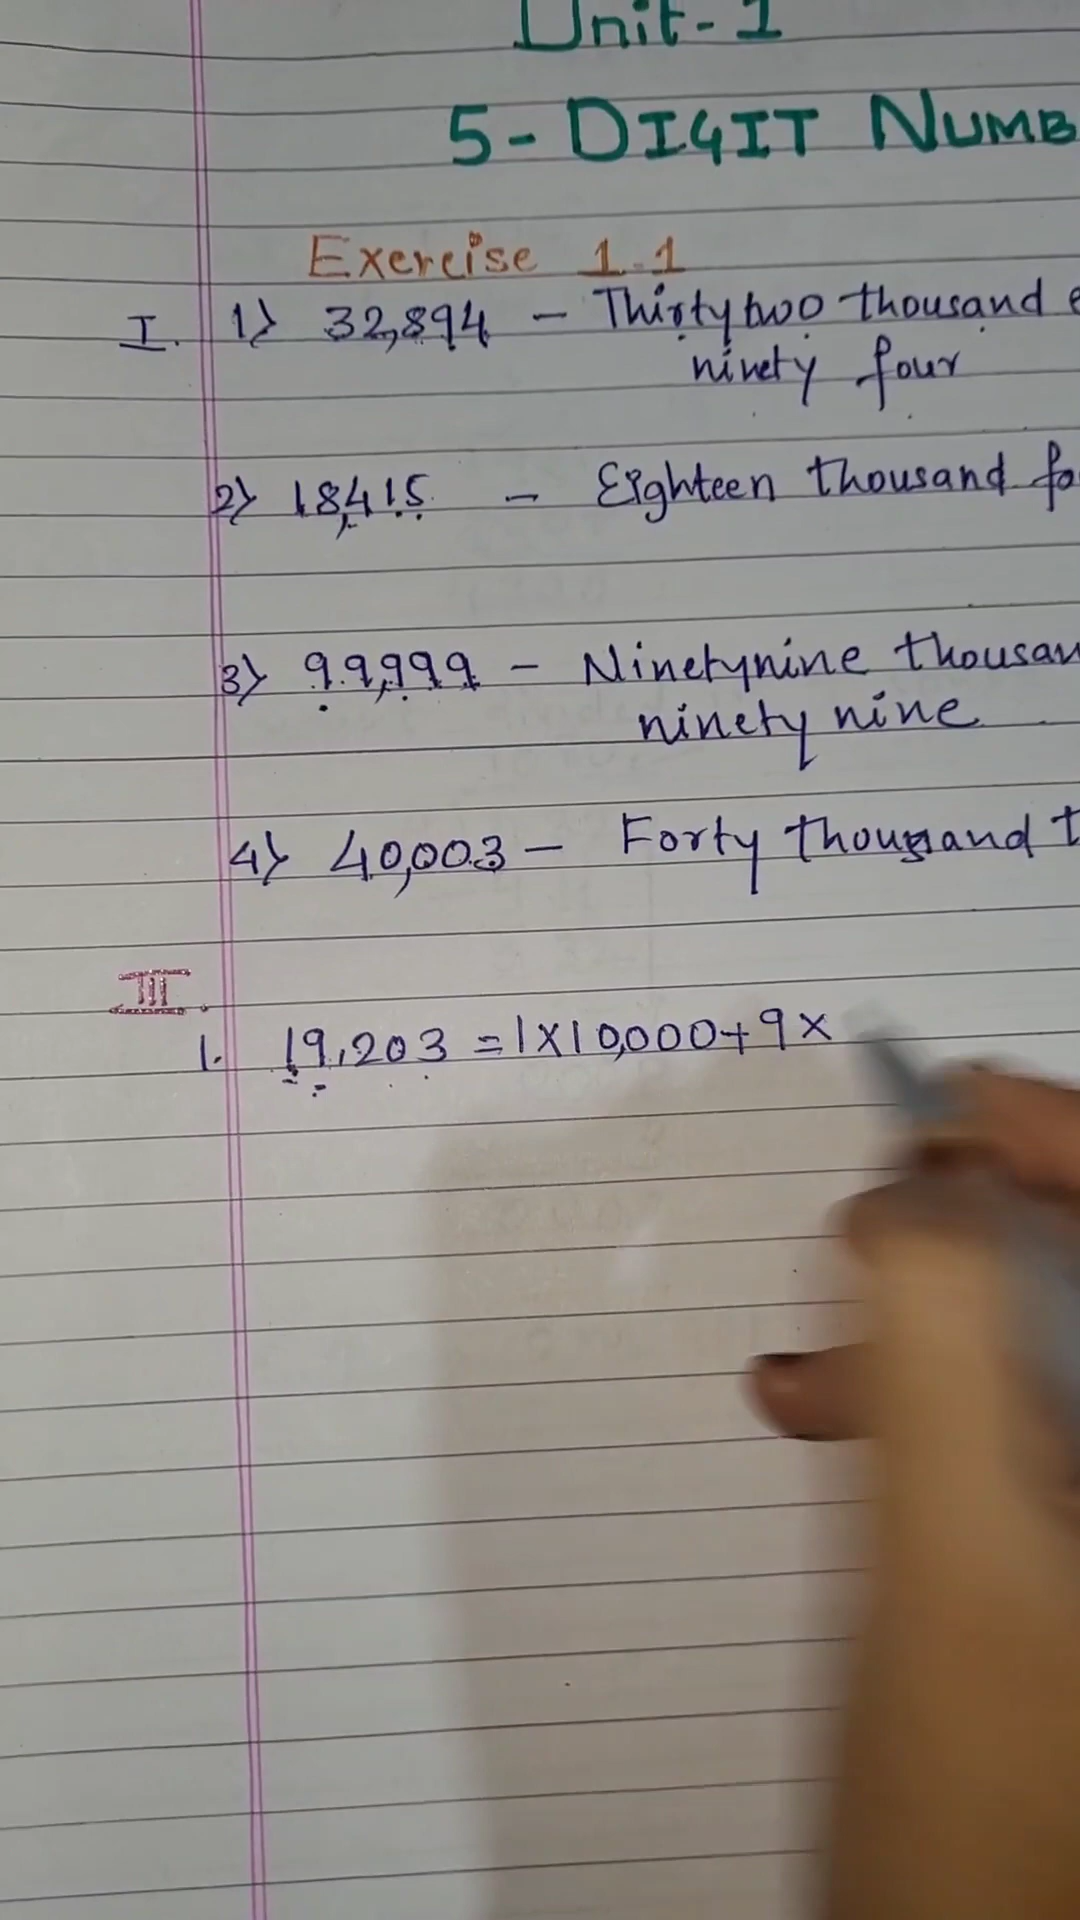 Unit-1
5-DIGIT NUMB
Exercise 1.1
I. 1) 32,894 - Thirty two thousand e
ninety four
2) 18,415 - Eighteen thousand fo
3) 99,999 - Ninetynine thousan
ninety nine
4) 40,003 - Forty thousand t
III.
1. 19,203 = 1×10,000+9×